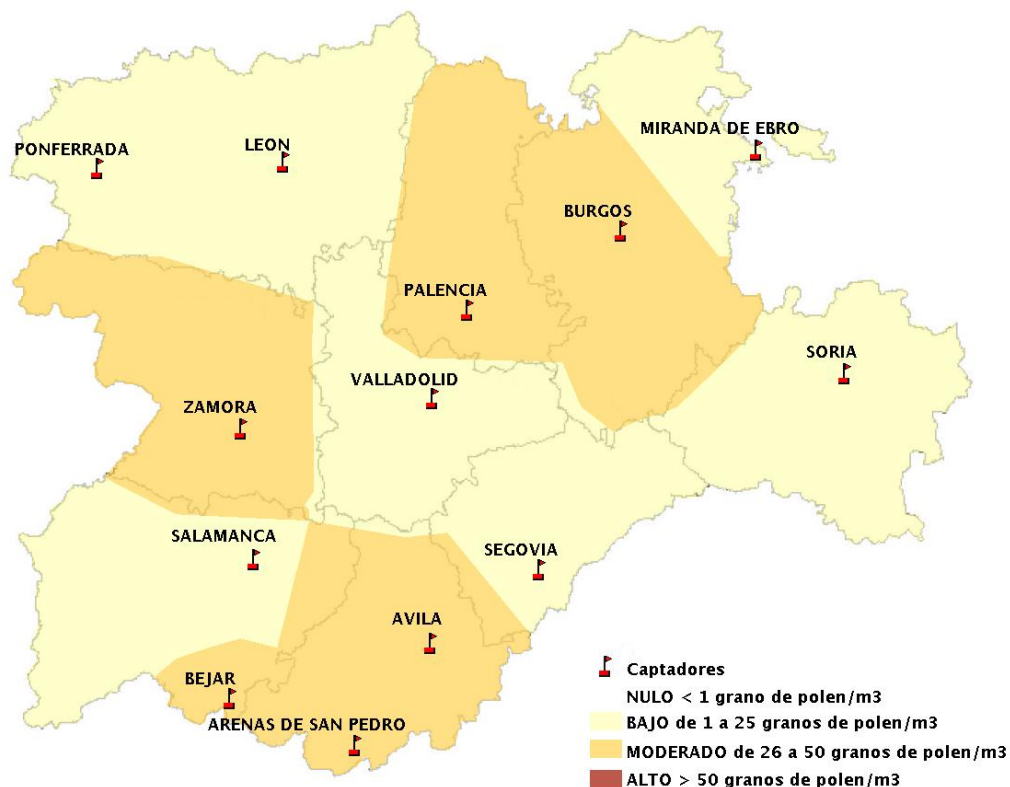 MIRANDA DE EBRO
LEON
PONFERRADA
BURGOS
PALENCIA
SORIA
VALLADOLID
ZAMORA
SALAMANCA
SEGOVIA
AVILA
BEJAR
ARENAS DE SAN PEDRO
Captadores
NULO < 1 grano de polen/m3
BAJO de 1 a 25 granos de polen/m3
MODERADO de 26 a 50 granos de polen/m3
ALTO > 50 granos de polen/m3